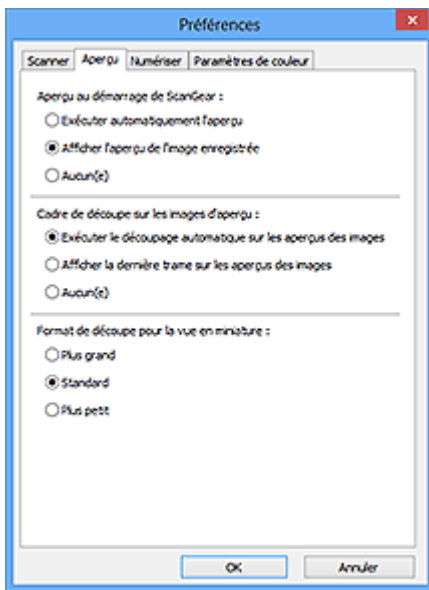 Préférences
Scanner Aperçu Numériser Paramètres de couleur
Aperçu au démarrage de ScanGear :
Exécuter automatiquement l'aperçu
Afficher l'aperçu de l'image enregistrée
Aucun(e)
Cadre de découpe sur les images d'aperçu :
Exécuter le découpage automatique sur les aperçus des images
Afficher la dernière trame sur les aperçus des images
Aucun(e)
Format de découpe pour la vue en miniature :
Plus grand
Standard
Plus petit
OK Annuler